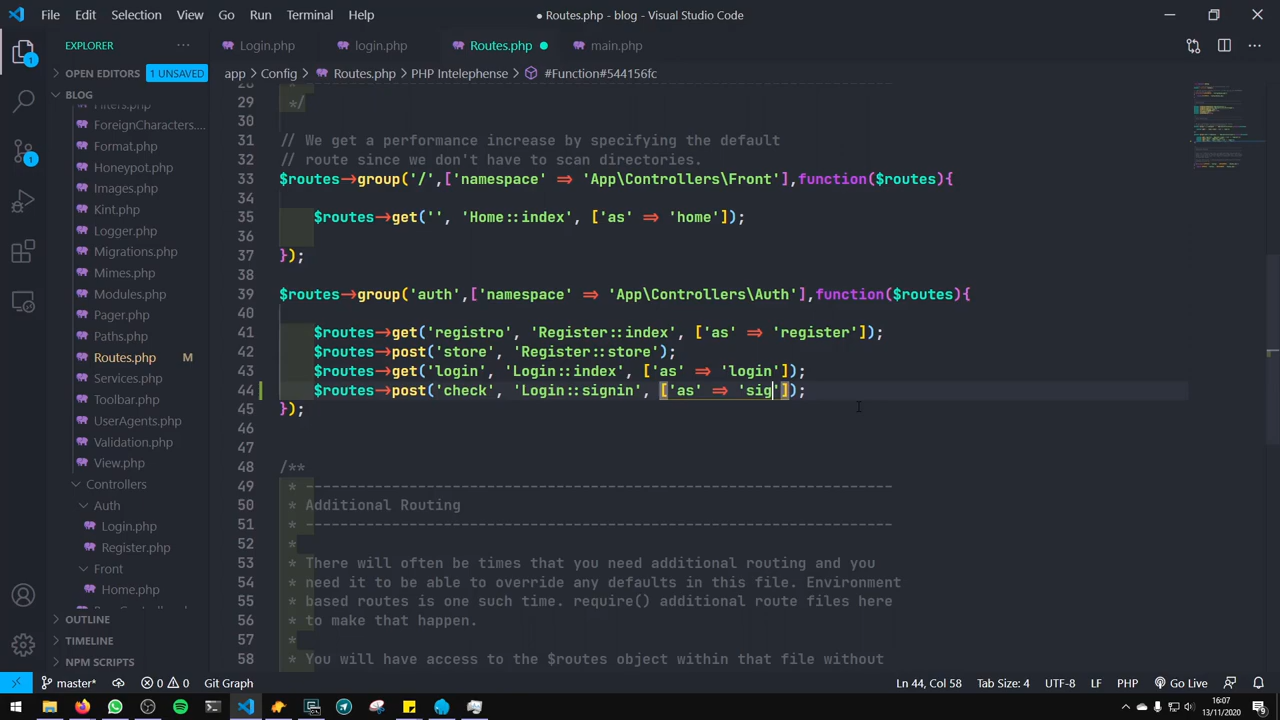 File Edit Selection View Go Run Terminal Help
● Routes.php - blog - Visual Studio Code
EXPLORER
Login.php
login.php
Routes.php
main.php
OPEN EDITORS 1 UNSAVED
app > Config > Routes.php > PHP Intelephense > #Function#544156fc
BLOG
Filters.php
ForeignCharacters....
Format.php
Honeypot.php
Images.php
Kint.php
Logger.php
Migrations.php
Mimes.php
Modules.php
Pager.php
Paths.php
Routes.php M
Services.php
Toolbar.php
UserAgents.php
Validation.php
View.php
Controllers
Auth
Login.php
Register.php
Front
Home.php
OUTLINE
TIMELINE
NPM SCRIPTS
28 *
29 */
30
31 // We get a performance increase by specifying the default
32 // route since we don't have to scan directories.
33 $routes->group('/',['namespace' => 'App\Controllers\Front'],function($routes){
34
35 $routes->get('', 'Home::index', ['as' => 'home']);
36
37 });
38
39 $routes->group('auth',['namespace' => 'App\Controllers\Auth'],function($routes){
40
41 $routes->get('registro', 'Register::index', ['as' => 'register']);
42 $routes->post('store', 'Register::store');
43 $routes->get('login', 'Login::index', ['as' => 'login']);
44 $routes->post('check', 'Login::signin', ['as' => 'sig']);
45 });
46
47
48 /**
49 * --------------------------------------------------------------------
50 * Additional Routing
51 * --------------------------------------------------------------------
52 *
53 * There will often be times that you need additional routing and you
54 * need it to be able to override any defaults in this file. Environment
55 * based routes is one such time. require() additional route files here
56 * to make that happen.
57 *
58 * You will have access to the $routes object within that file without
master* 0 0 Git Graph
Ln 44, Col 58 Tab Size: 4 UTF-8 LF PHP Go Live
16:07
13/11/2020